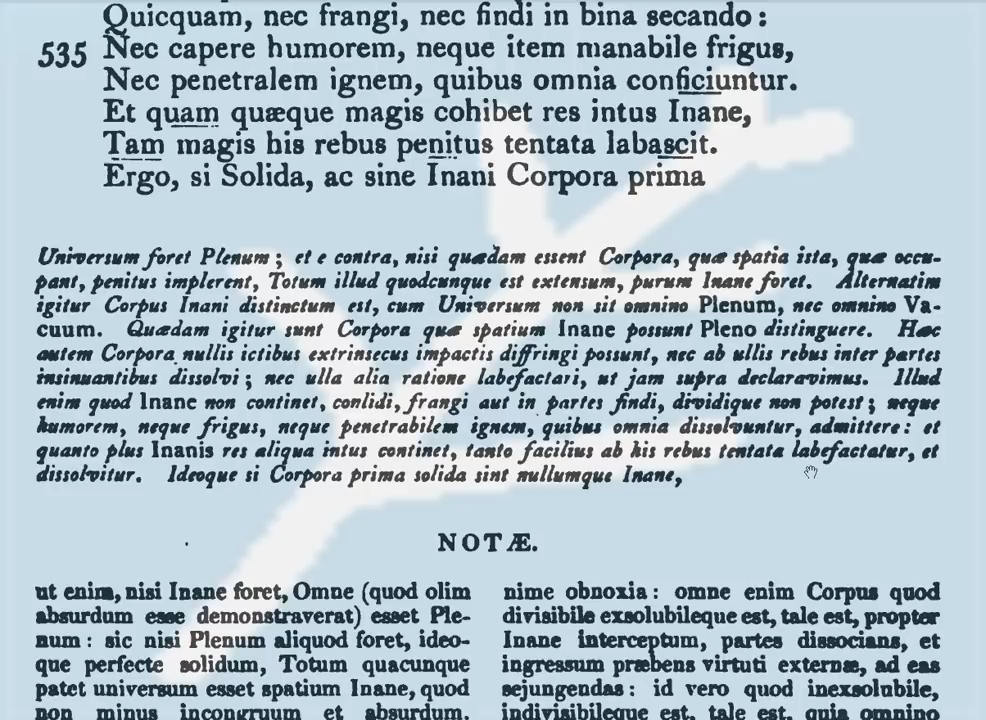 Quicquam, nec frangi, nec findi in bina secando:
535 Nec capere humorem, neque item manabile frigus,
Nec penetralem ignem, quibus omnia conficiuntur.
Et quam quæque magis cohibet res intus Inane,
Tam magis his rebus penitus tentata labascit.
Ergo, si Solida, ac sine Inani Corpora prima
Universum foret Plenum; et e contra, nisi quædam essent Corpora, quæ spatia ista, quæ occu-
pant, penitus implerent, Totum illud quodcunque est extensum, purum Inane foret. Alternatim
igitur Corpus Inani distinctum est, cum Universum non sit omnino Plenum, nec omnino Va-
cuum. Quædam igitur sunt Corpora quæ spatium Inane possunt Pleno distinguere. Hæc
autem Corpora nullis ictibus extrinsecus impactis diffringi possunt, nec ab ullis rebus inter partes
insinuantibus dissolvi; nec ulla alia ratione labefactari, ut jam supra declaravimus. Illud
enim quod Inane non continet, conlidi, frangi aut in partes findi, dividique non potest; neque
humorem, neque frigus, neque penetrabilem ignem, quibus omnia dissolvuntur, admittere: et
quanto plus Inanis res aliqua intus continet, tanto facilius ab his rebus tentata labefactatur, et
dissolvitur. Ideoque si Corpora prima solida sint nullumque Inane,
NOTÆ.
ut enim, nisi Inane foret, Omne (quod olim
absurdum esse demonstraverat) esset Ple-
num: sic nisi Plenum aliquod foret, ideo-
que perfecte solidum, Totum quacunque
patet universum esset spatium Inane, quod
non minus incongruum et absurdum.
nime obnoxia: omne enim Corpus quod
divisibile exsolubileque est, tale est, propter
Inane interceptum, partes dissocians, et
ingressum præbens virtuti externæ, ad eas
sejungendas: id vero quod inexsolubile,
indivisibileque est, tale est, quia omnino